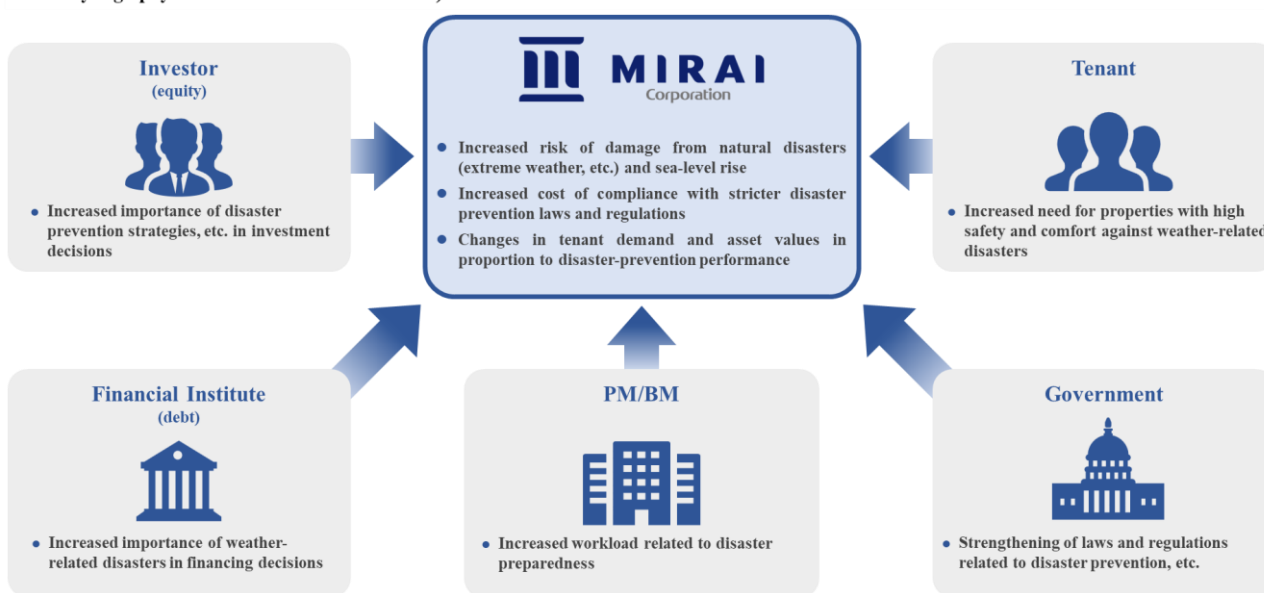 Investor
(equity)
Increased importance of disaster
prevention strategies, etc. in investment
decisions
MIRAI
Corporation
Increased risk of damage from natural disasters
(extreme weather, etc.) and sea-level rise
Increased cost of compliance with stricter disaster
prevention laws and regulations
Changes in tenant demand and asset values in
proportion to disaster-prevention performance
Tenant
Increased need for properties with high
safety and comfort against weather-related
disasters
Financial Institute
(debt)
Increased importance of weather-
related disasters in financing decisions
PM/BM
Increased workload related to disaster
preparedness
Government
Strengthening of laws and regulations
related to disaster prevention, etc.